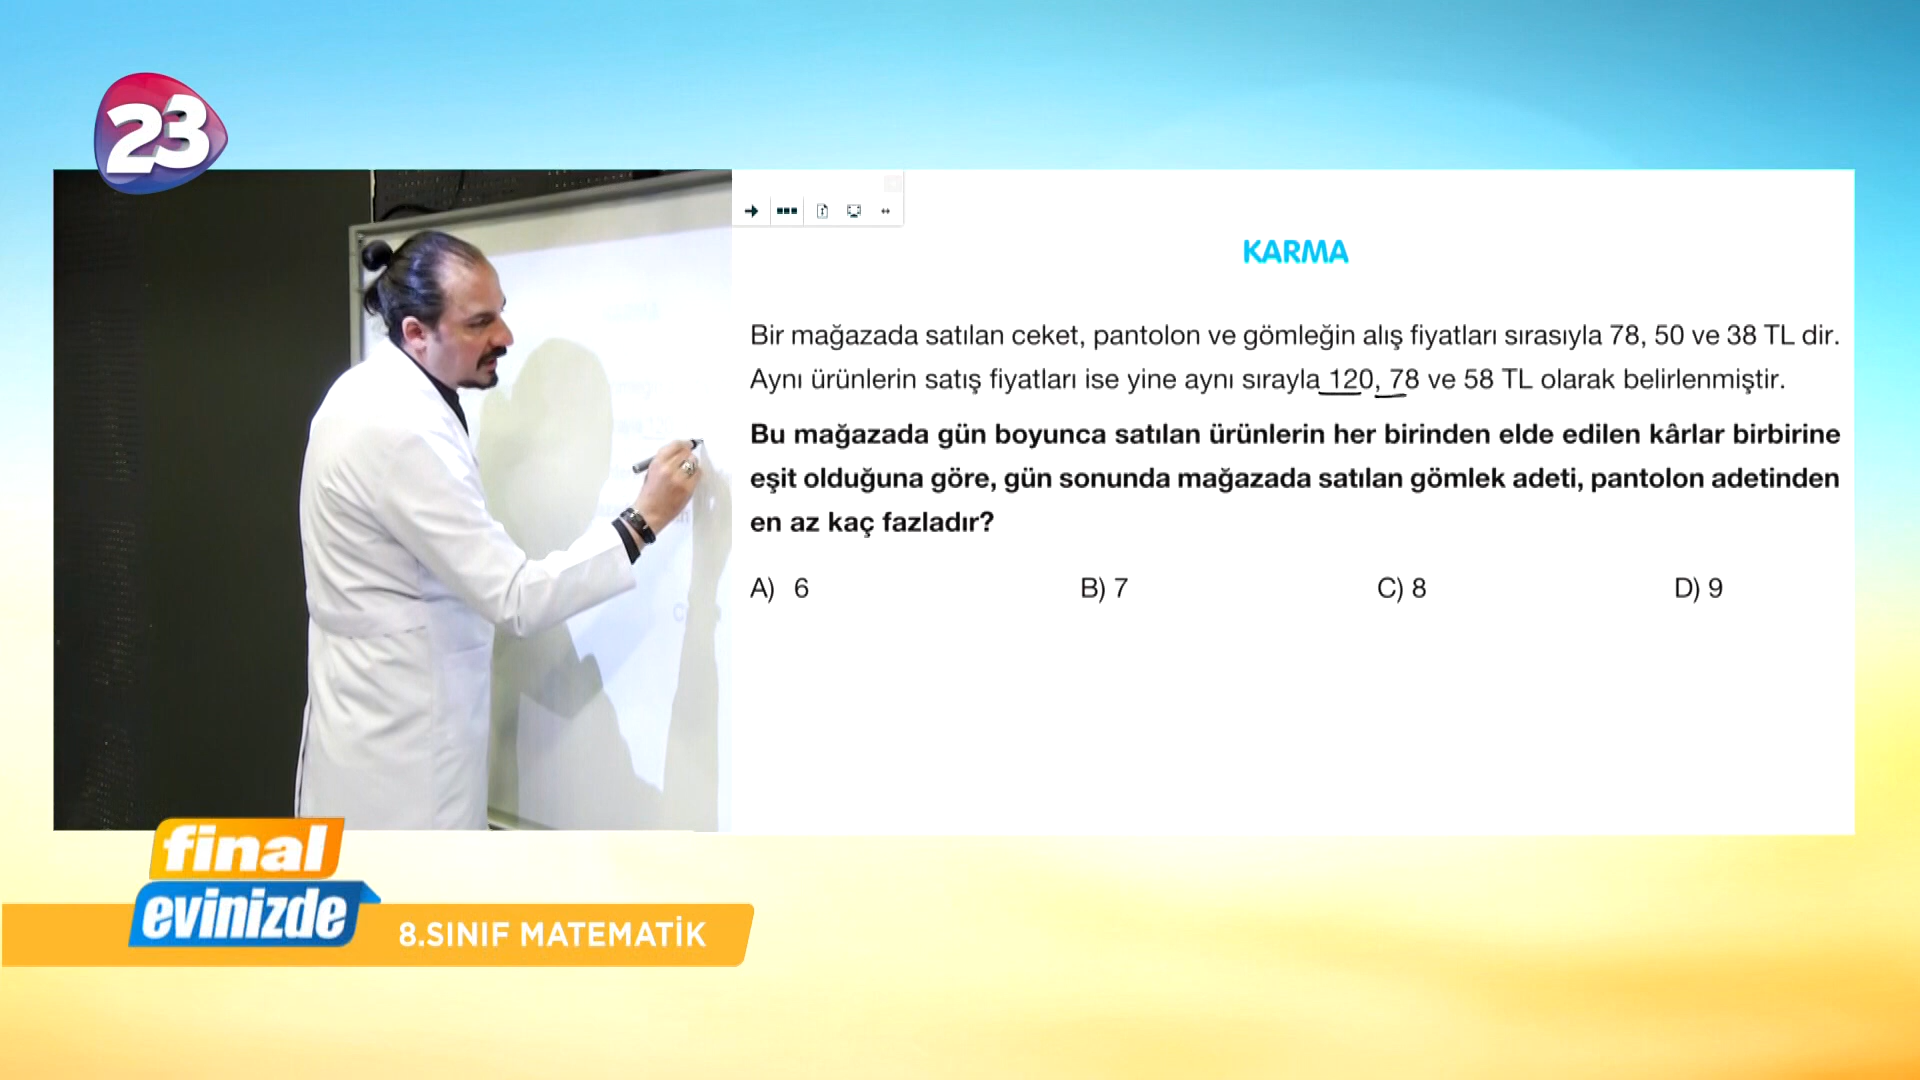 23
KARMA
Bir mağazada satılan ceket, pantolon ve gömleğin alış fiyatları sırasıyla 78, 50 ve 38 TL dir.
Aynı ürünlerin satış fiyatları ise yine aynı sırayla 120, 78 ve 58 TL olarak belirlenmiştir.
Bu mağazada gün boyunca satılan ürünlerin her birinden elde edilen kârlar birbirine
eşit olduğuna göre, gün sonunda mağazada satılan gömlek adeti, pantolon adetinden
en az kaç fazladır?
A) 6 B) 7 C) 8 D) 9
final
evinizde
8.SINIF MATEMATİK